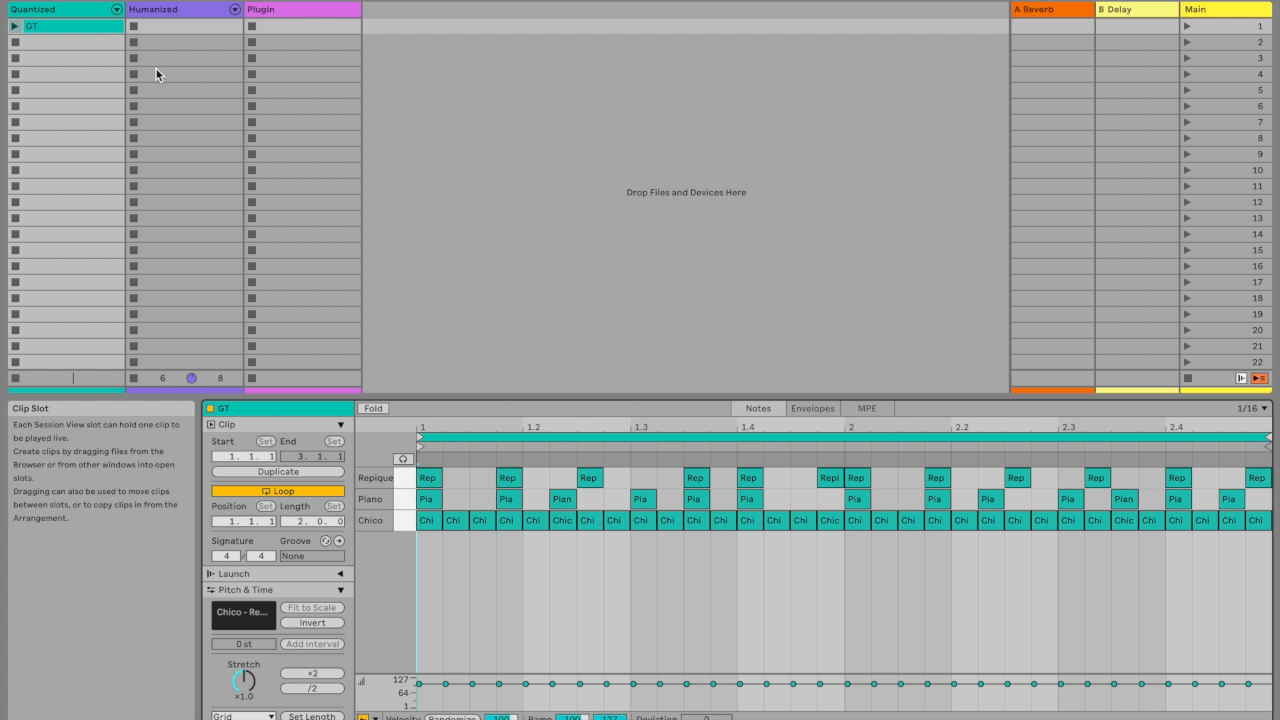 Quantized Humanized Plugin A Reverb B Delay Main
GT 1
2
3
4
5
6
7
8
9
10
Drop Files and Devices Here
11
12
13
14
15
16
17
18
19
20
21
22
6 8
Clip Slot
Each Session View slot can hold one clip to
be played live.
Create clips by dragging files from the
Browser or from other windows into open
slots.
Dragging can also be used to move clips
between slots, or to copy clips in from the
Arrangement.
GT
Clip
Start Set End Set
1. 1. 1 3. 1. 1
Duplicate
Loop
Position Set Length Set
1. 1. 1 2. 0. 0
Signature Groove
4 / 4 None
Launch
Pitch & Time
Chico - Re... Fit to Scale
Invert
0 st Add Interval
Stretch
×2
/2
×1.0
Grid Set Length
Fold Notes Envelopes MPE 1/16
1 1.2 1.3 1.4 2 2.2 2.3 2.4
Repique Rep Rep Rep Rep Rep Repi Rep Rep Rep Rep Rep Rep
Piano Pia Pia Pian Pia Pia Pia Pia Pia Pia Pia Pian Pia Pia
Chico Chi Chi Chi Chi Chi Chic Chi Chi Chi Chi Chi Chi Chi Chi Chi Chic Chi Chi Chi Chi Chi Chi Chi Chi Chi Chi Chic Chi Chi Chi Chi Chi
127
64
1
Velocity Randomize 100 Ramp 100 127 Deviation 0